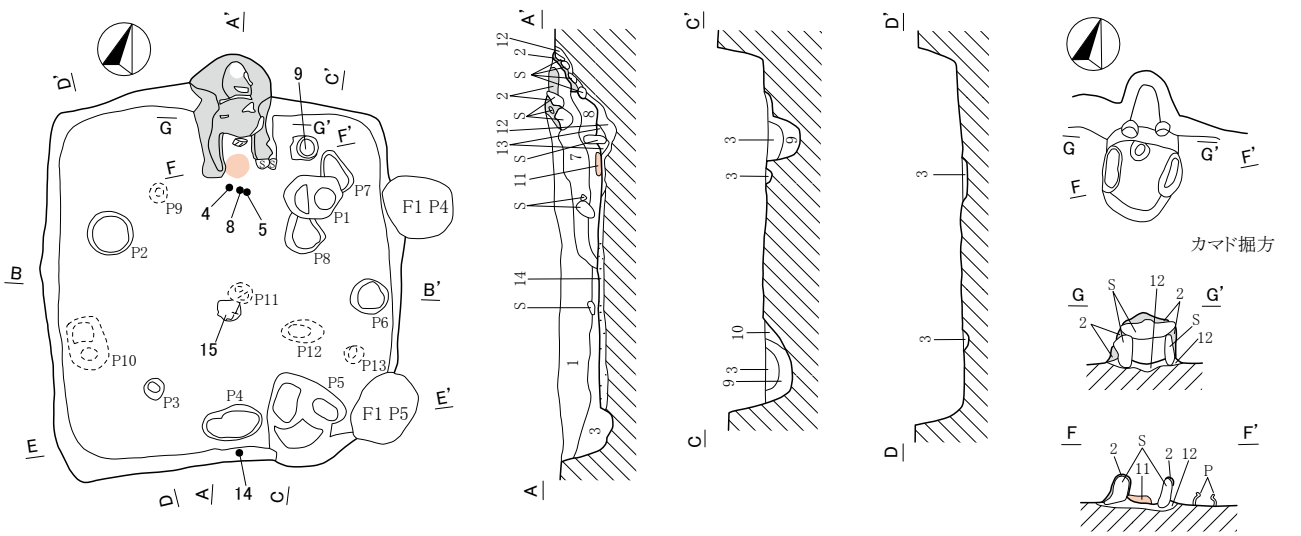 A'
D'
C'
9
G
G'
F'
F
P9
P7
4
8
5
P1
F1 P4
P2
P8
B
P11
B'
P6
15
P12
P10
P13
P3
P5
P4
F1 P5
E'
E
14
D
A
C
S
S
A'
12
2
S
2
S
12
13
S
11
S
14
S
8
7
1
3
A
C'
3
9
3
10
3
9
C
D'
3
3
D
G
G'
F'
F
カマド掘方
S
12
G
2
G'
2
S
12
F
S
F'
2
11
2
12
P